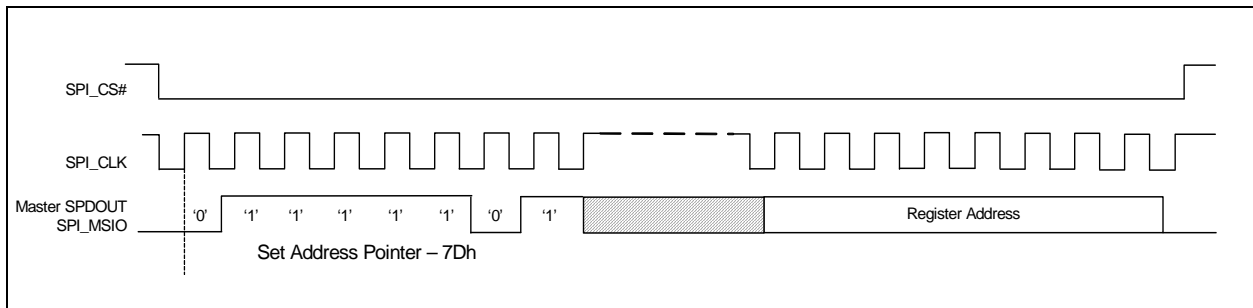 SPI_CS#
SPI_CLK
Master SPDOUT
SPI_MSIO
‘0’ ‘1’ ‘1’ ‘1’ ‘1’ ‘1’ ‘0’ ‘1’
Register Address
Set Address Pointer – 7Dh